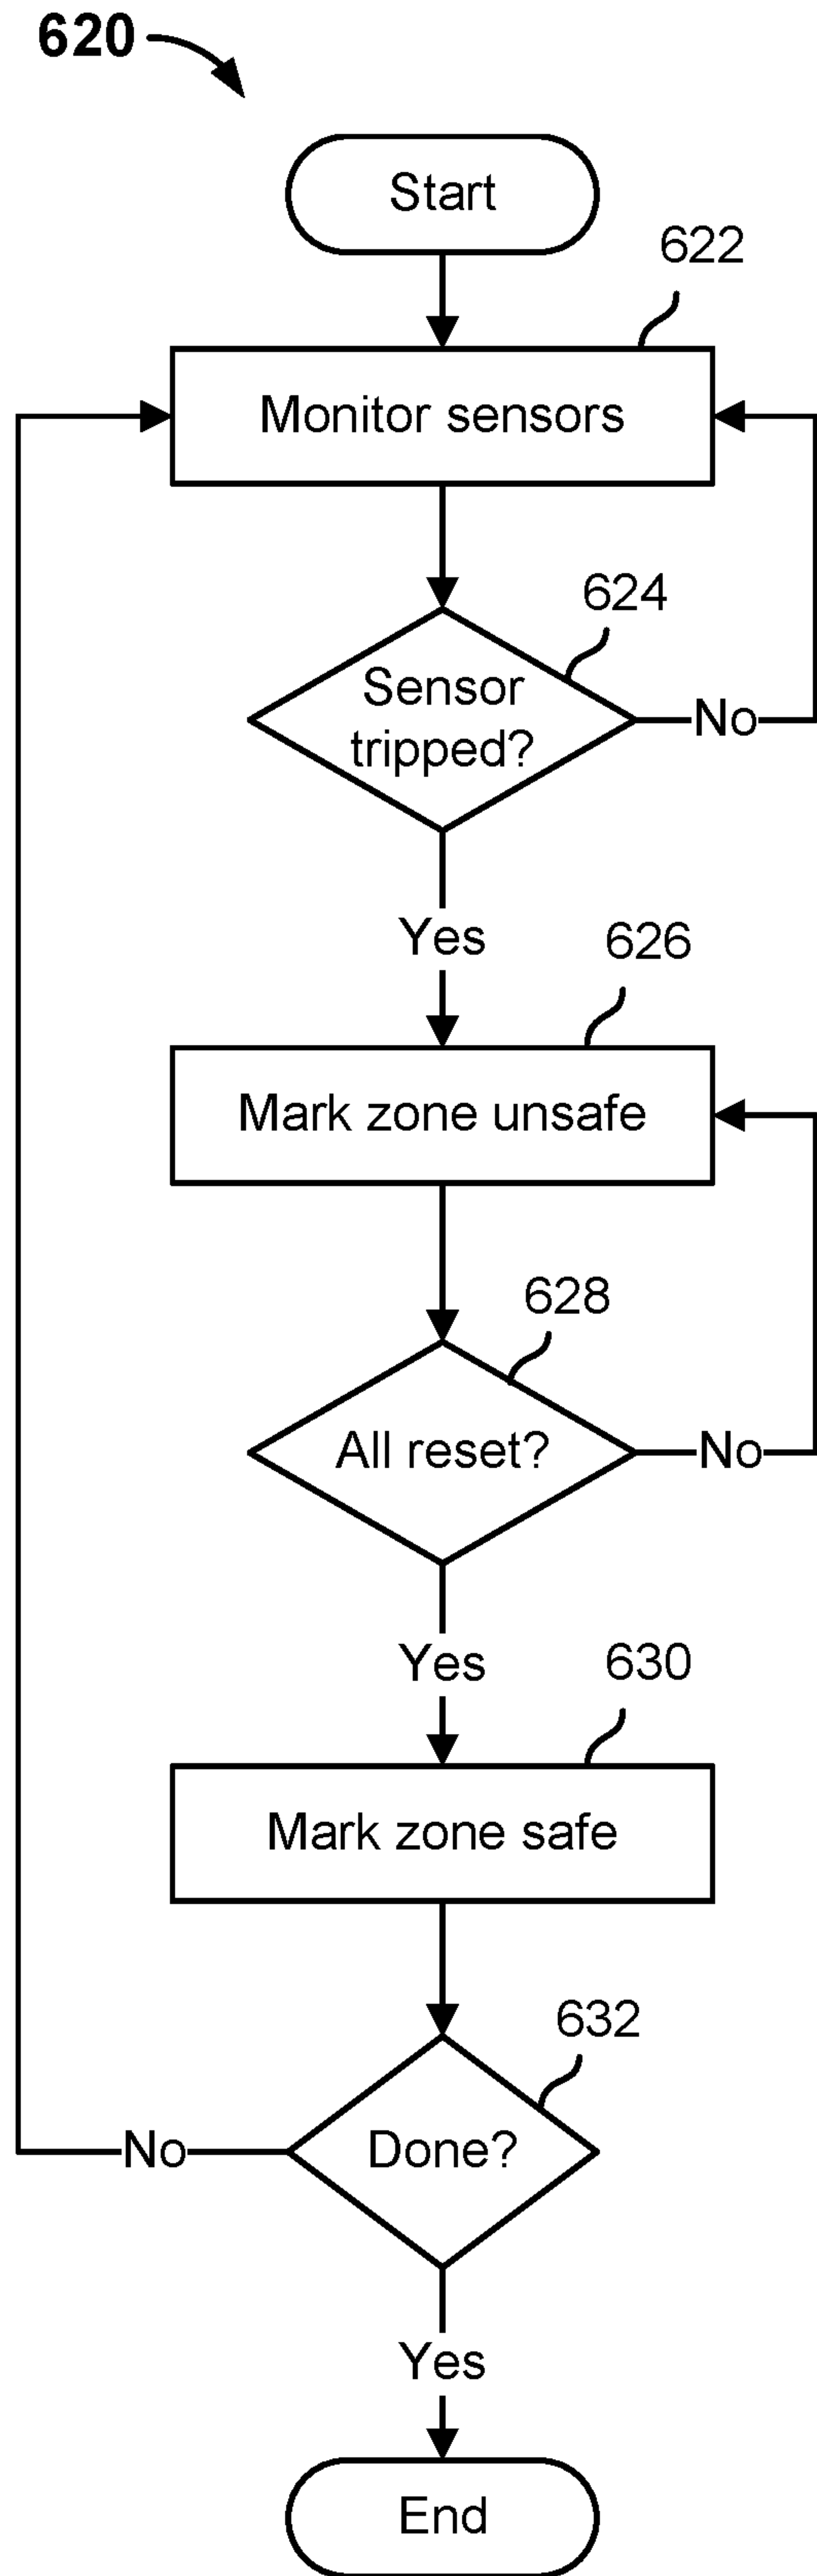 620
Start
622
Monitor sensors
624
Sensor
tripped?
No
Yes
626
Mark zone unsafe
628
All reset?
No
Yes
630
Mark zone safe
632
Done?
No
Yes
End